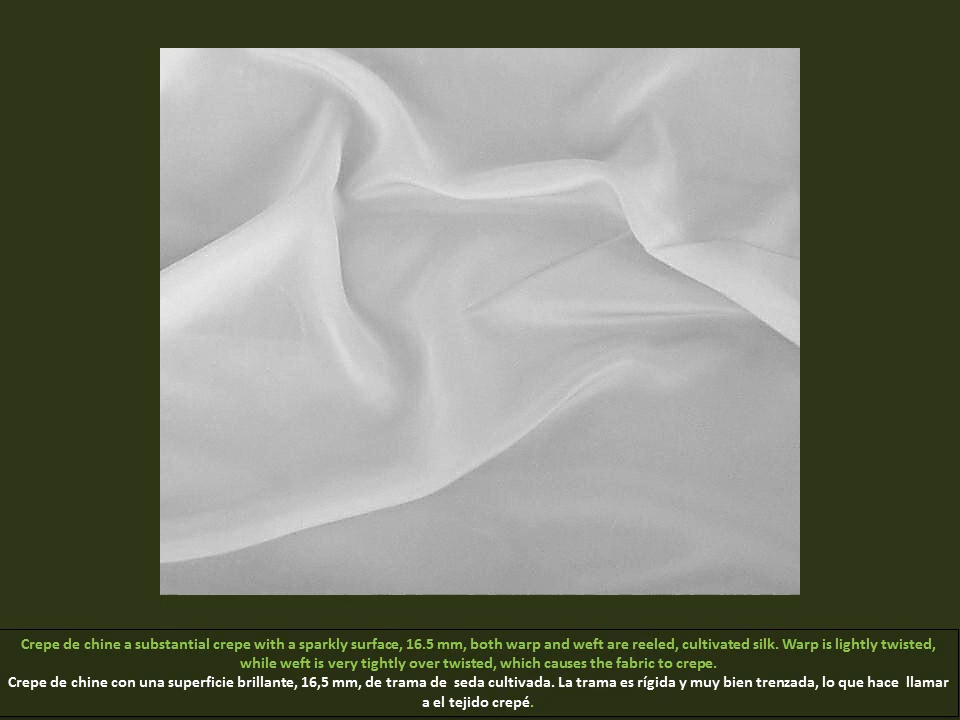 Crepe de chine a substantial crepe with a sparkly surface, 16.5 mm, both warp and weft are reeled, cultivated silk. Warp is lightly twisted,
while weft is very tightly over twisted, which causes the fabric to crepe.
Crepe de chine con una superficie brillante, 16,5 mm, de trama de  seda cultivada. La trama es rígida y muy bien trenzada, lo que hace  llamar
a el tejido crepé.